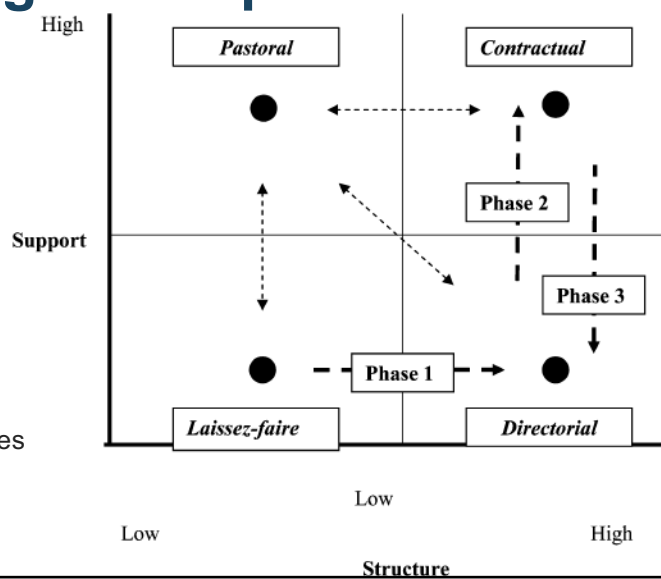 High
Pastoral
Contractual
Phase 2
Support
Phase 3
Phase 1
Laissez-faire
Directorial
es
Low
Low
High
Structure